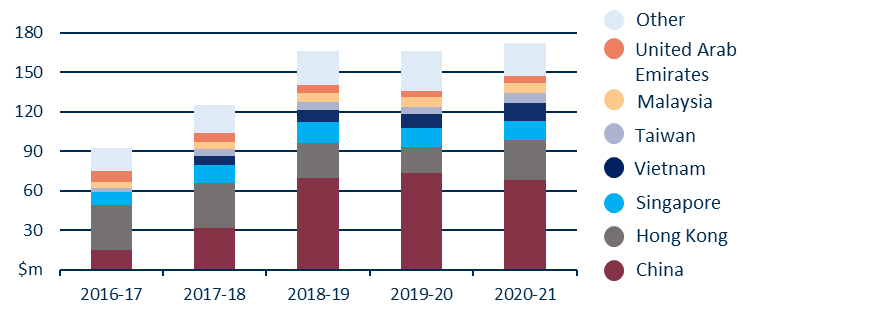 180
150
120
90
60
30
$m
2016-17
2017-18
2018-19
2019-20
2020-21
Other
United Arab
Emirates
Malaysia
Taiwan
Vietnam
Singapore
Hong Kong
China